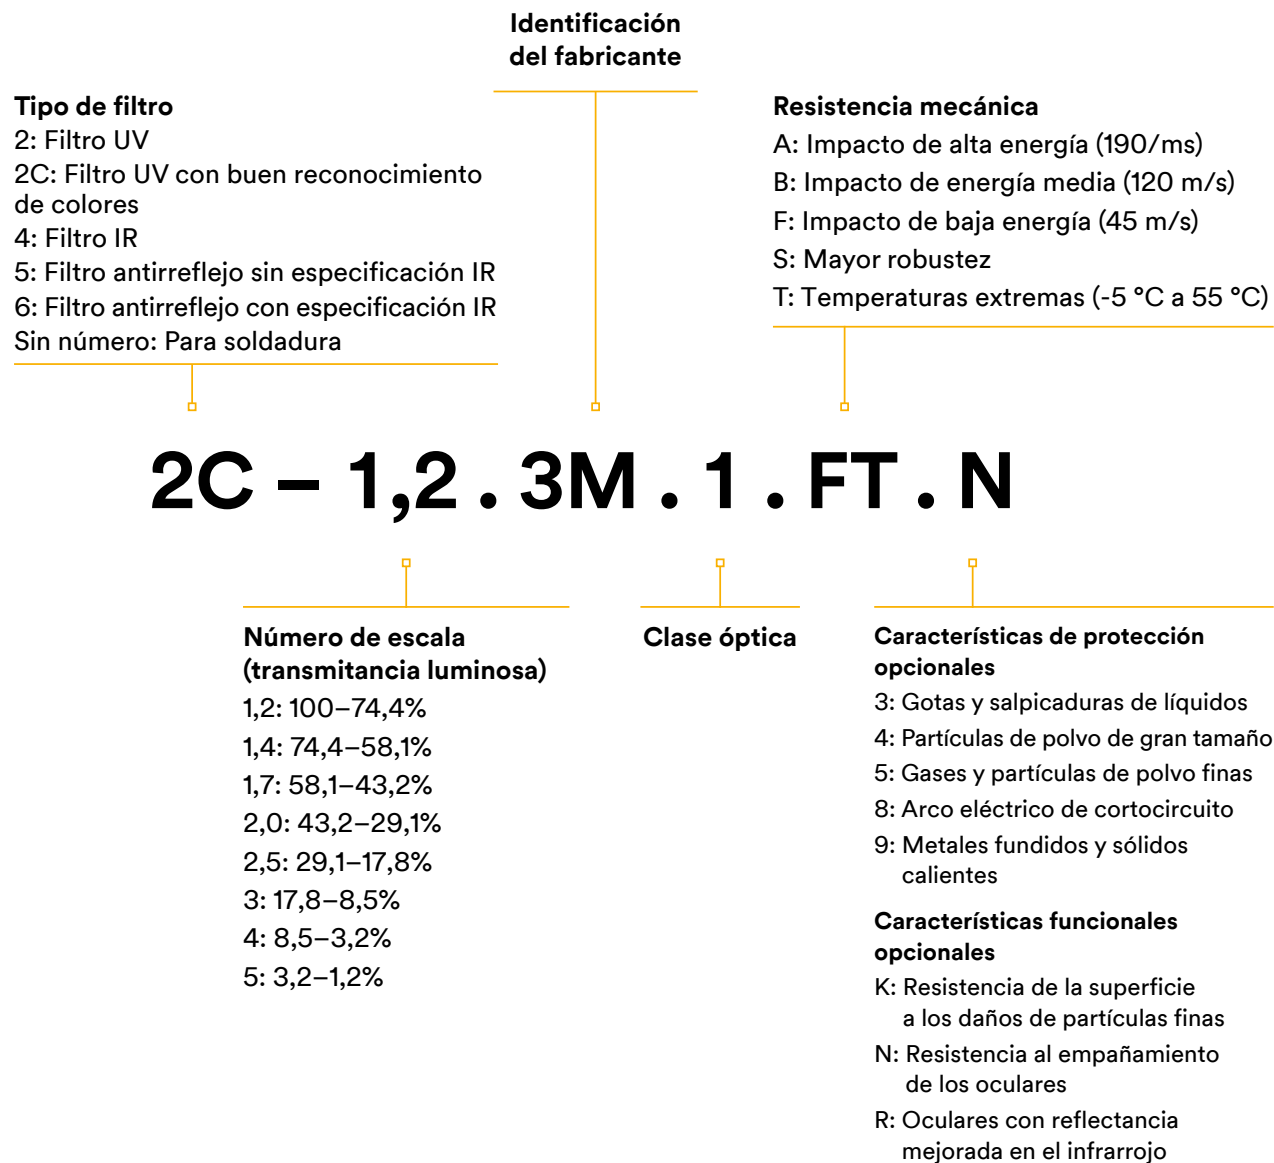 Identificación
del fabricante
Tipo de filtro
2: Filtro UV
2C: Filtro UV con buen reconocimiento
de colores
4: Filtro IR
5: Filtro antirreflejo sin especificación IR
6: Filtro antirreflejo con especificación IR
Sin número: Para soldadura
Resistencia mecánica
A: Impacto de alta energía (190/ms)
B: Impacto de energía media (120 m/s)
F: Impacto de baja energía (45 m/s)
S: Mayor robustez
T: Temperaturas extremas (-5 °C a 55 °C)
2C – 1,2 . 3M . 1 . FT . N
Número de escala
(transmitancia luminosa)
1,2: 100–74,4%
1,4: 74,4–58,1%
1,7: 58,1–43,2%
2,0: 43,2–29,1%
2,5: 29,1–17,8%
3: 17,8–8,5%
4: 8,5–3,2%
5: 3,2–1,2%
Clase óptica
Características de protección
opcionales
3: Gotas y salpicaduras de líquidos
4: Partículas de polvo de gran tamaño
5: Gases y partículas de polvo finas
8: Arco eléctrico de cortocircuito
9: Metales fundidos y sólidos
calientes
Características funcionales
opcionales
K: Resistencia de la superficie
a los daños de partículas finas
N: Resistencia al empañamiento
de los oculares
R: Oculares con reflectancia
mejorada en el infrarrojo